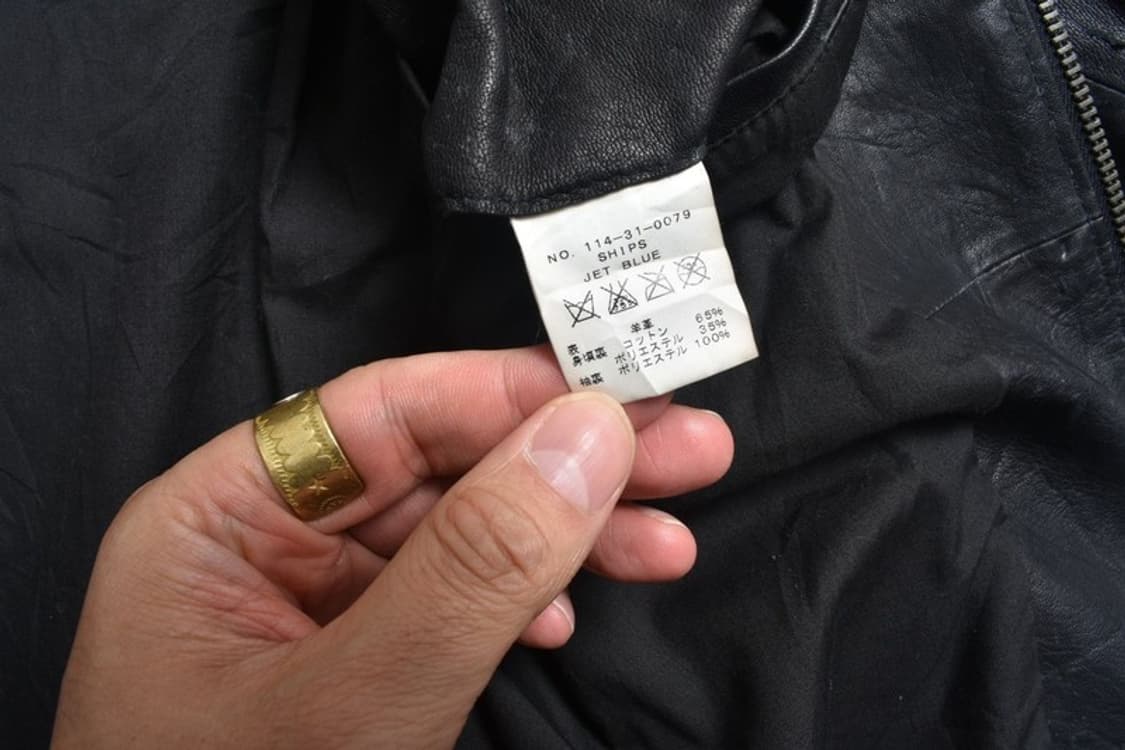 NO. 114-31-0079
SHIPS
JET BLUE
表 羊革
身頃裏 コットン 65%
ポリエステル 35%
袖裏 ポリエステル 100%